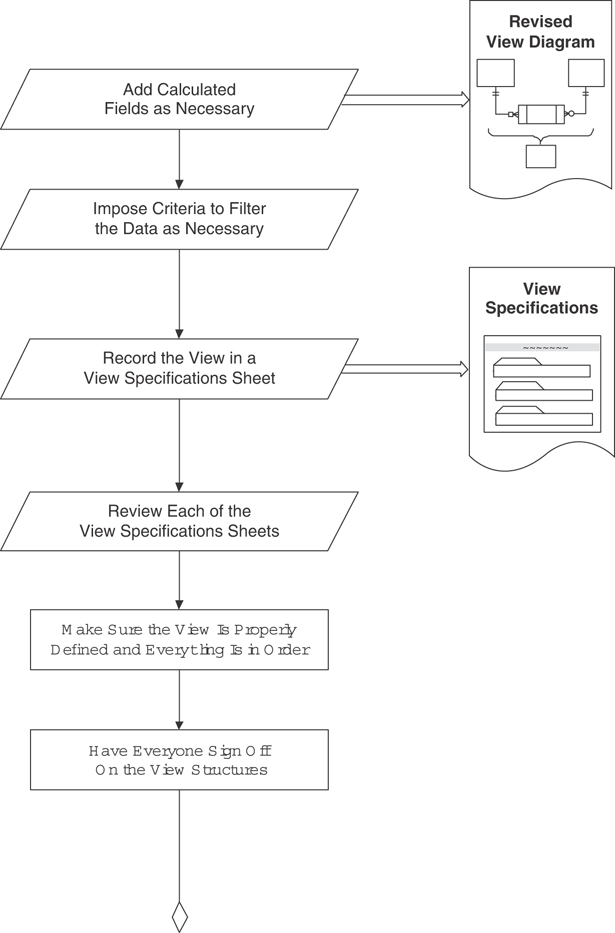 Revised
View Diagram
Add Calculated
Fields as Necessary
Impose Criteria to Filter
the Data as Necessary
View
Specifications
~~~~~~~
Record the View in a
View Specifications Sheet
Review Each of the
View Specifications Sheets
Make Sure the View Is Properly
Defined and Everything Is in Order
Have Everyone Sign Off
On the View Structures